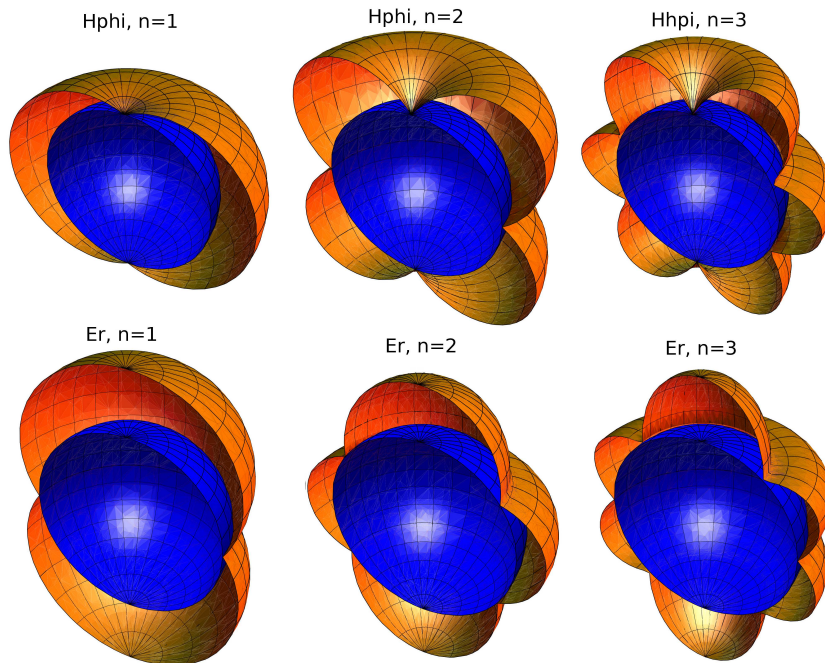 Hphi, n=1
Hphi, n=2
Hhpi, n=3
Er, n=1
Er, n=2
Er, n=3